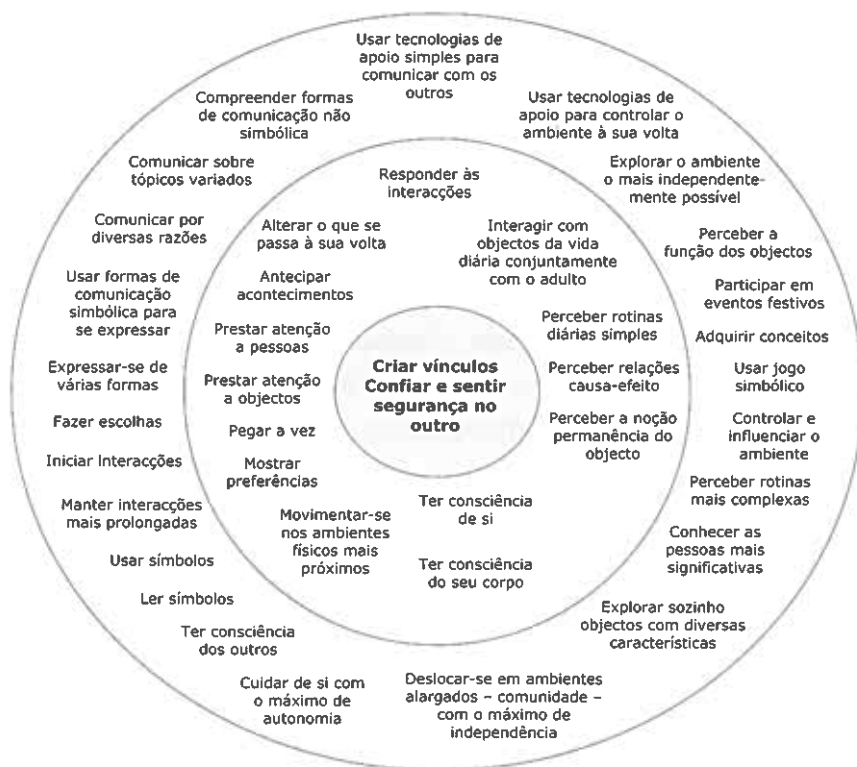 Usar tecnologias de
apoio simples para
comunicar com os
outros
Compreender formas
de comunicação não
simbólica
Usar tecnologias de
apoio para controlar o
ambiente à sua volta
Comunicar sobre
tópicos variados
Explorar o ambiente
o mais independente-
mente possível
Comunicar por
diversas razões
Perceber a
função dos objectos
Usar formas de
comunicação
simbólica para
se expressar
Participar em
eventos festivos
Adquirir conceitos
Expressar-se de
várias formas
Usar jogo
simbólico
Fazer escolhas
Controlar e
influenciar o
ambiente
Iniciar Interacções
Perceber rotinas
mais complexas
Manter interacções
mais prolongadas
Conhecer as
pessoas mais
significativas
Usar símbolos
Ler símbolos
Explorar sozinho
objectos com diversas
características
Ter consciência
dos outros
Cuidar de si com
o máximo de
autonomia
Deslocar-se em ambientes
alargados – comunidade –
com o máximo de
independência
Responder às
interacções
Alterar o que se
passa à sua volta
Interagir com
objectos da vida
diária conjuntamente
com o adulto
Antecipar
acontecimentos
Prestar atenção
a pessoas
Perceber rotinas
diárias simples
Prestar atenção
a objectos
Perceber relações
causa-efeito
Pegar a vez
Perceber a noção
permanência do
objecto
Mostrar
preferências
Movimentar-se
nos ambientes
físicos mais
próximos
Ter consciência
de si
Ter consciência
do seu corpo
Criar vínculos
Confiar e sentir
segurança no
outro